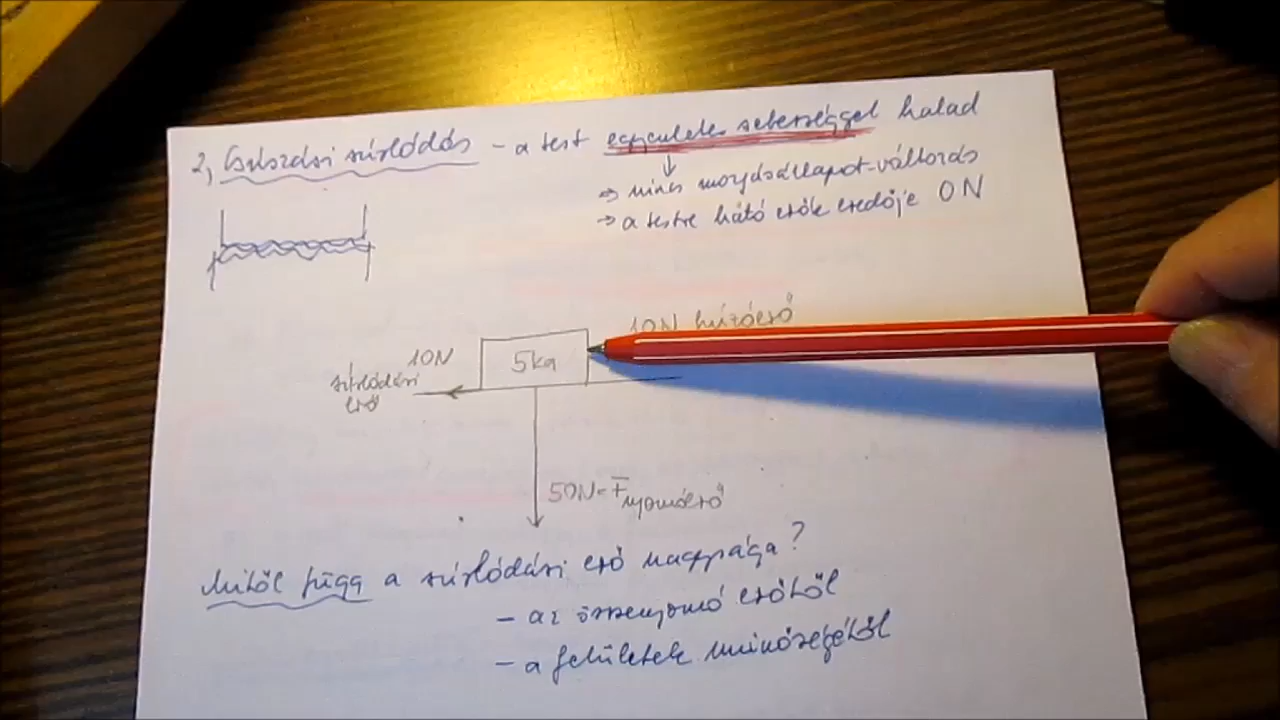 2, Csúszási súrlódás - a test egyenletes sebességgel halad
⇒ nincs mozgásállapot-változás
→ a testre ható erők eredője 0 N
10N húzóerő
10N
5kg
súrlódási
erő
50N = Fnyomóerő
Mitől függ a súrlódási erő nagysága?
- az összenyomó erőtől
- a felületek minőségétől